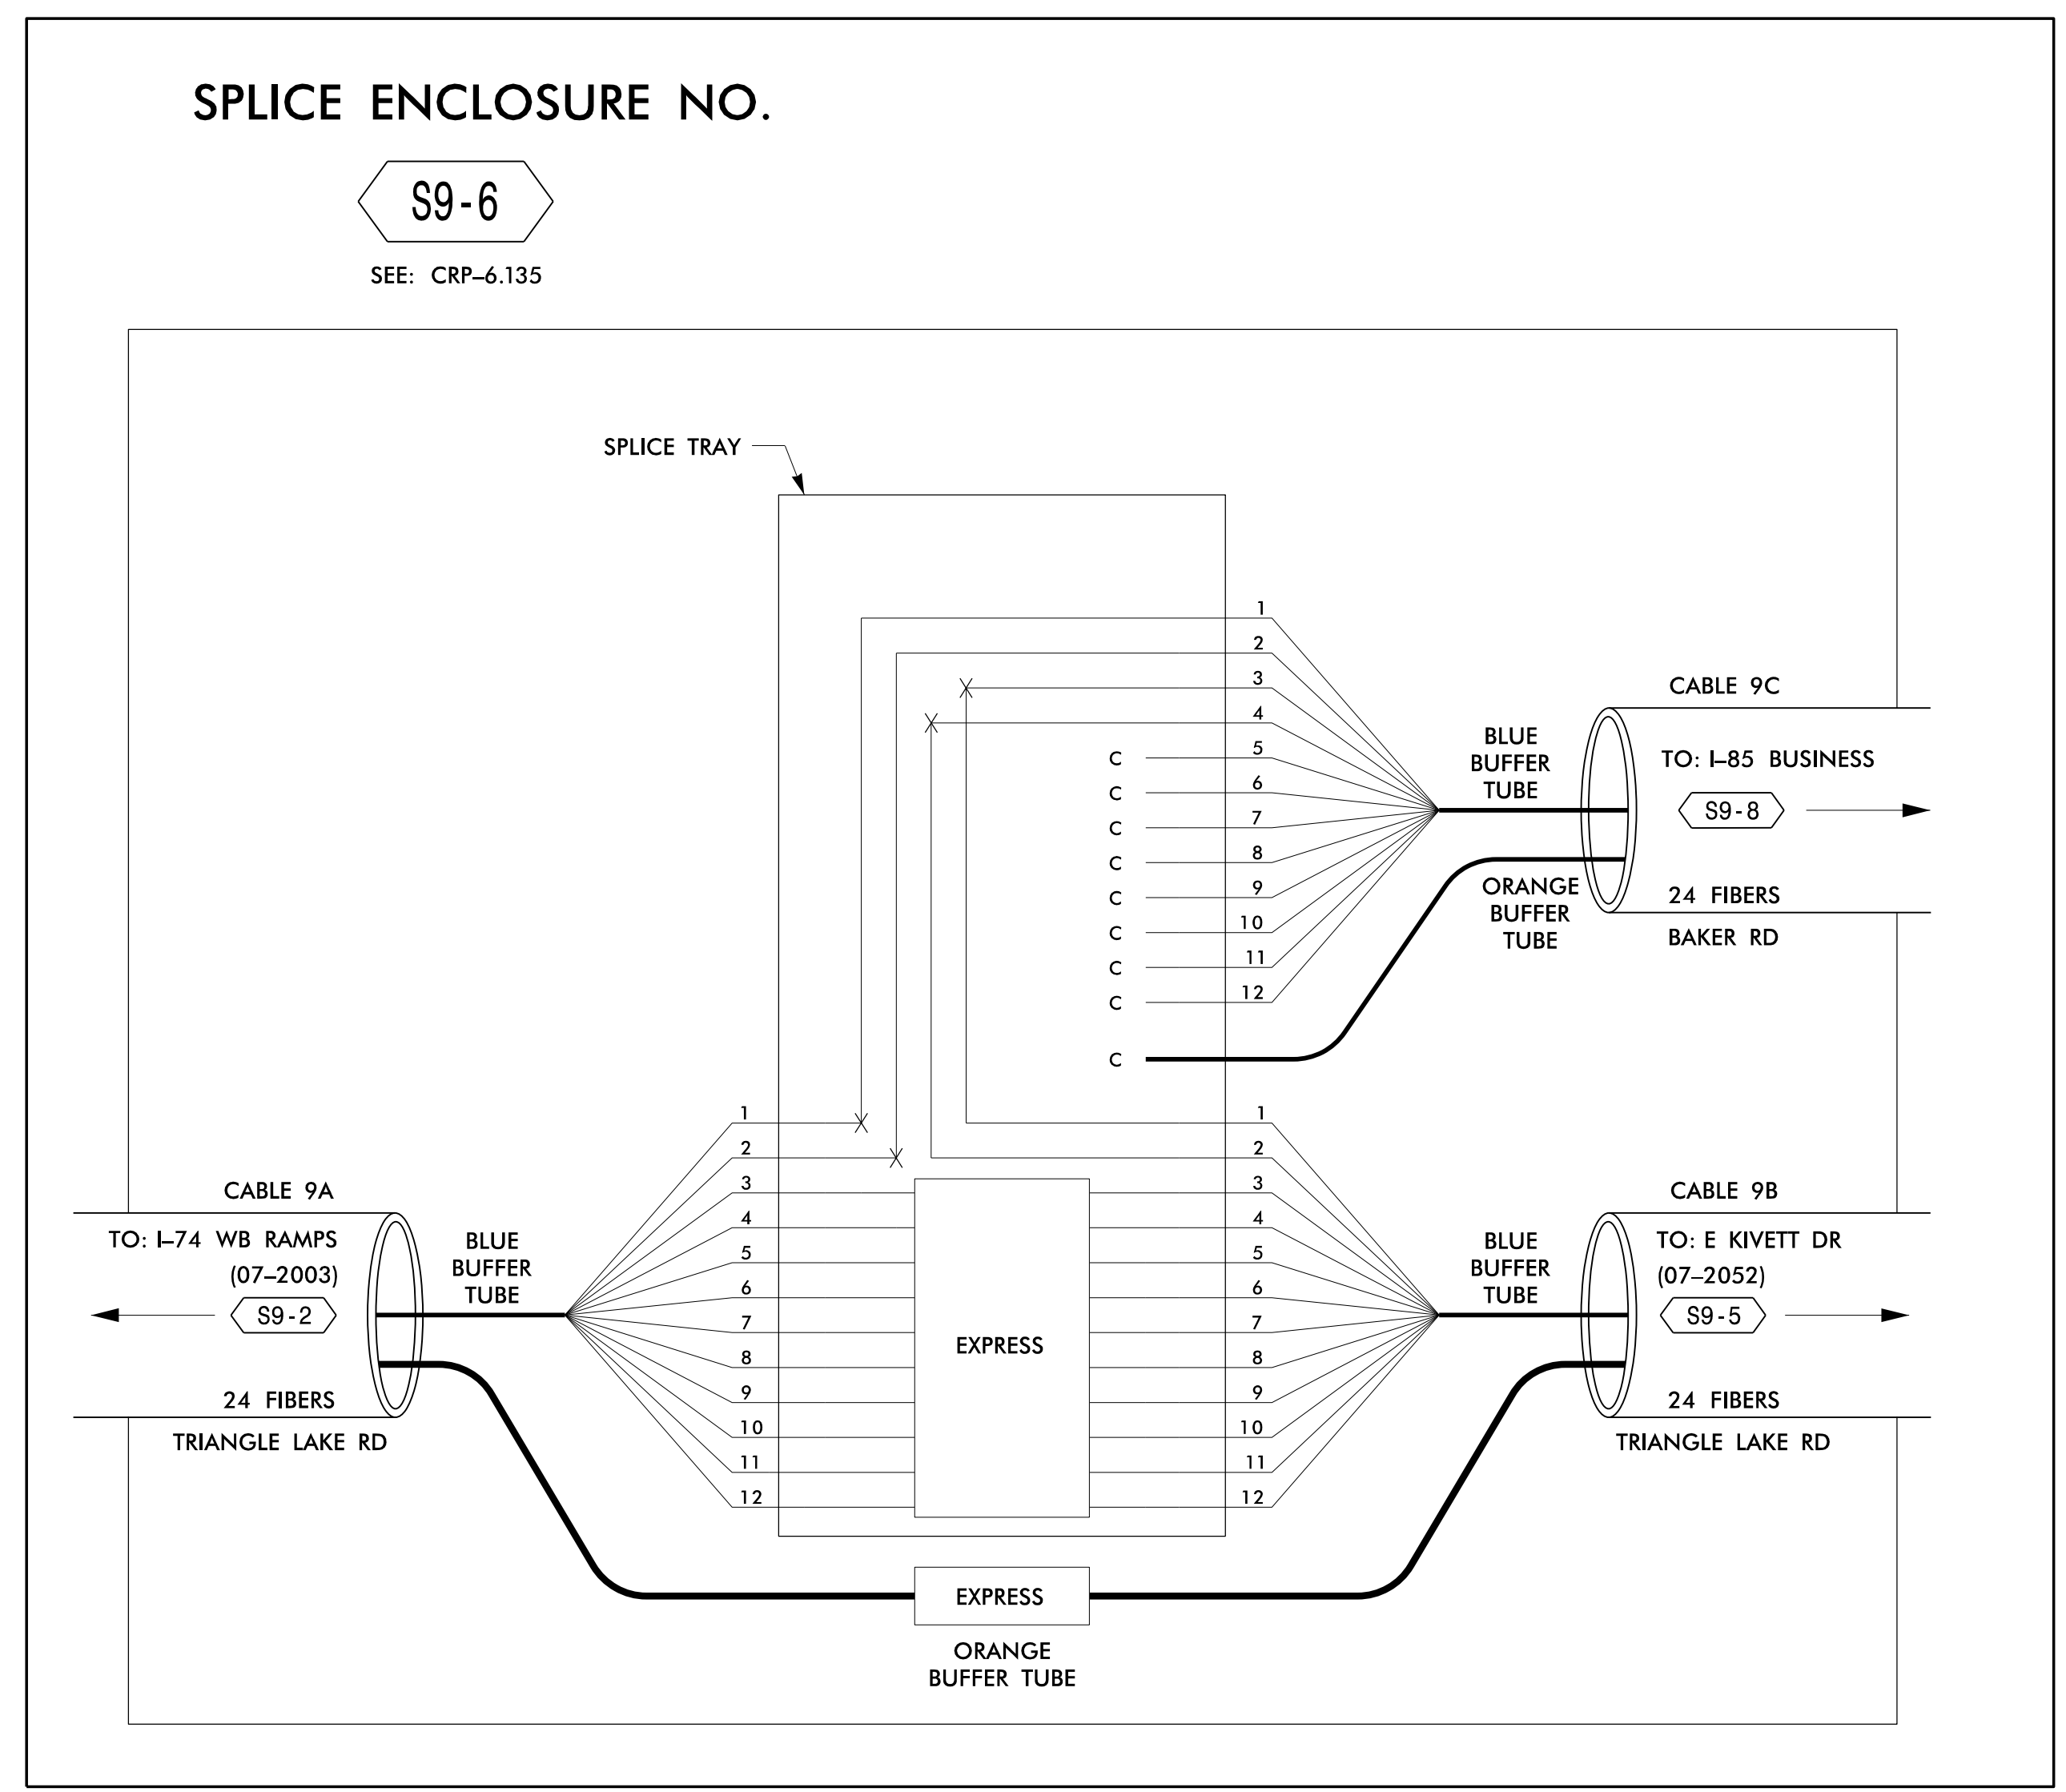 SPLICE ENCLOSURE NO.
S9-6
SEE: CRP-6.135
SPLICE TRAY
1
2
3
4
C 5
C 6
C 7
C 8
C 9
C 10
C 11
C 12
C
BLUE
BUFFER
TUBE
ORANGE
BUFFER
TUBE
CABLE 9C
TO: I-85 BUSINESS
S9-8
24 FIBERS
BAKER RD
CABLE 9A
TO: I-74 WB RAMPS
(07-2003)
S9-2
24 FIBERS
TRIANGLE LAKE RD
BLUE
BUFFER
TUBE
1
2
3
4
5
6
7
8
9
10
11
12
EXPRESS
1
2
3
4
5
6
7
8
9
10
11
12
BLUE
BUFFER
TUBE
CABLE 9B
TO: E KIVETT DR
(07-2052)
S9-5
24 FIBERS
TRIANGLE LAKE RD
EXPRESS
ORANGE
BUFFER TUBE